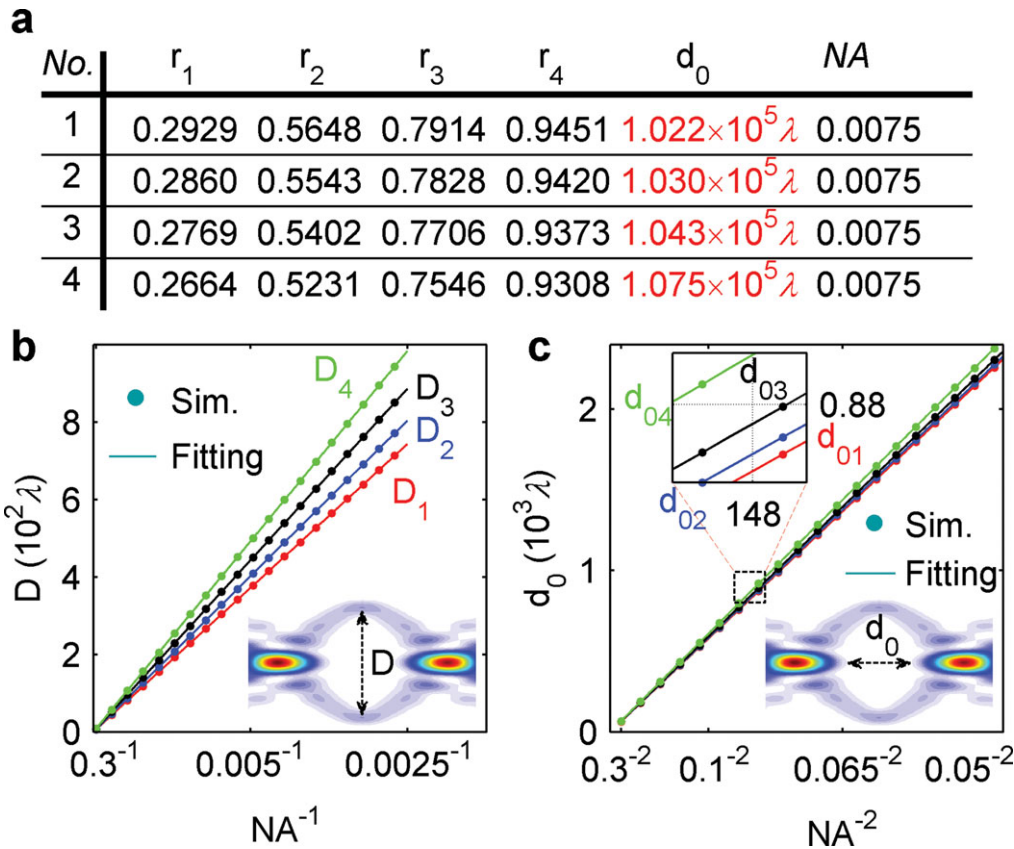 a
No. r1 r2 r3 r4 d0 NA
1 0.2929 0.5648 0.7914 0.9451 1.022×10^5 λ 0.0075
2 0.2860 0.5543 0.7828 0.9420 1.030×10^5 λ 0.0075
3 0.2769 0.5402 0.7706 0.9373 1.043×10^5 λ 0.0075
4 0.2664 0.5231 0.7546 0.9308 1.075×10^5 λ 0.0075
b
D (10^2 λ)
8
6
4
2
0
Sim.
Fitting
D4
D3
D2
D1
D
0.3^-1 0.005^-1 0.0025^-1
NA^-1
c
d0 (10^3 λ)
2
1
0
d04
d03
0.88
d01
d02
148
Sim.
Fitting
d0
0.3^-2 0.1^-2 0.065^-2 0.05^-2
NA^-2